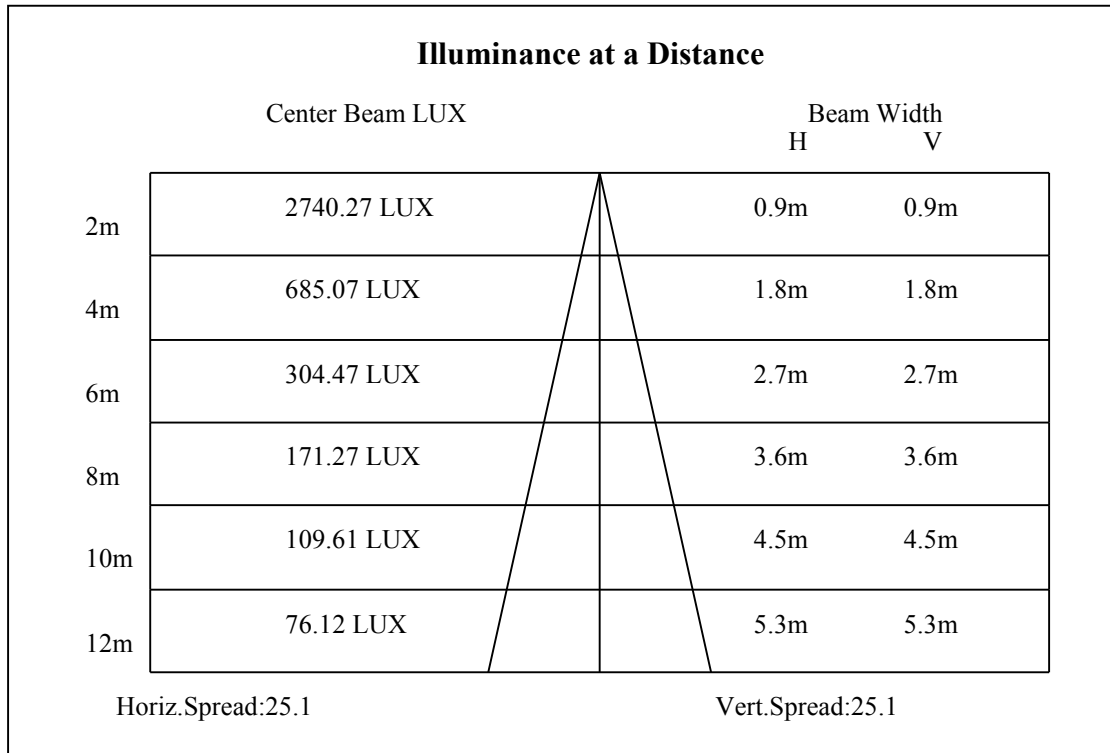 Illuminance at a Distance
Center Beam LUX Beam Width
H V
2m 2740.27 LUX 0.9m 0.9m
4m 685.07 LUX 1.8m 1.8m
6m 304.47 LUX 2.7m 2.7m
8m 171.27 LUX 3.6m 3.6m
10m 109.61 LUX 4.5m 4.5m
12m 76.12 LUX 5.3m 5.3m
Horiz.Spread:25.1 Vert.Spread:25.1